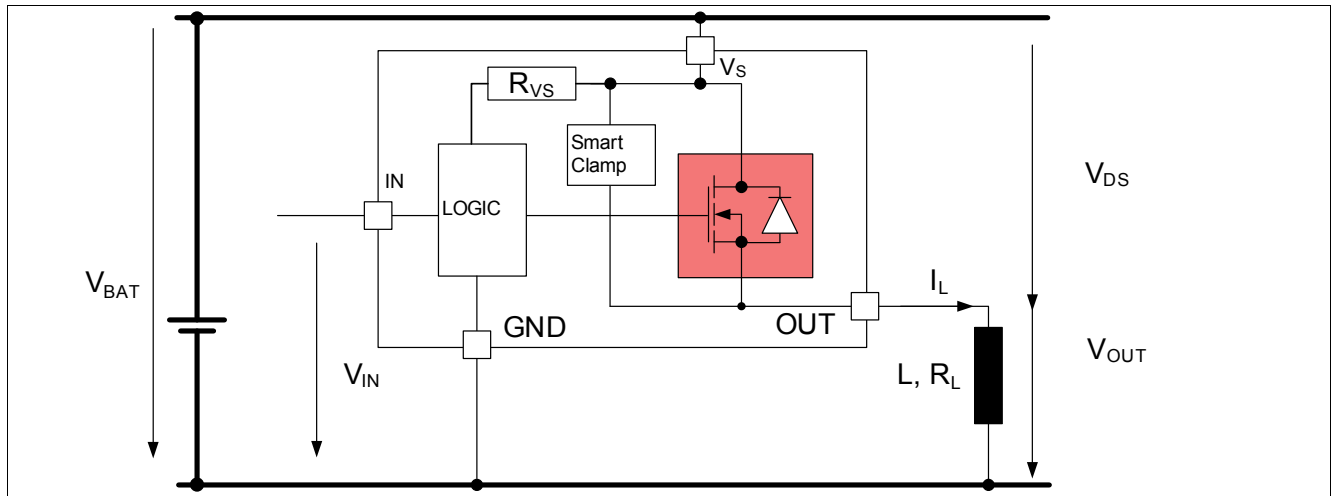 V_S
R_VS
Smart
Clamp
V_DS
IN
LOGIC
V_BAT
I_L
GND
OUT
V_IN
L, R_L
V_OUT